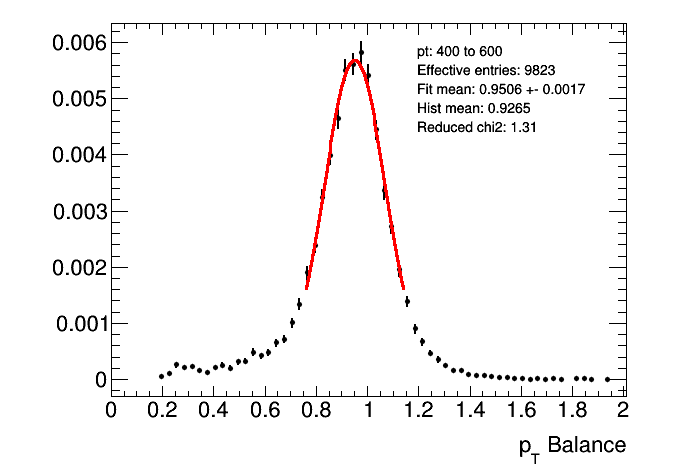 0.006
0.005
0.004
0.003
0.002
0.001
0
pt: 400 to 600
Effective entries: 9823
Fit mean: 0.9506 +- 0.0017
Hist mean: 0.9265
Reduced chi2: 1.31
0 0.2 0.4 0.6 0.8 1 1.2 1.4 1.6 1.8 2
pT Balance